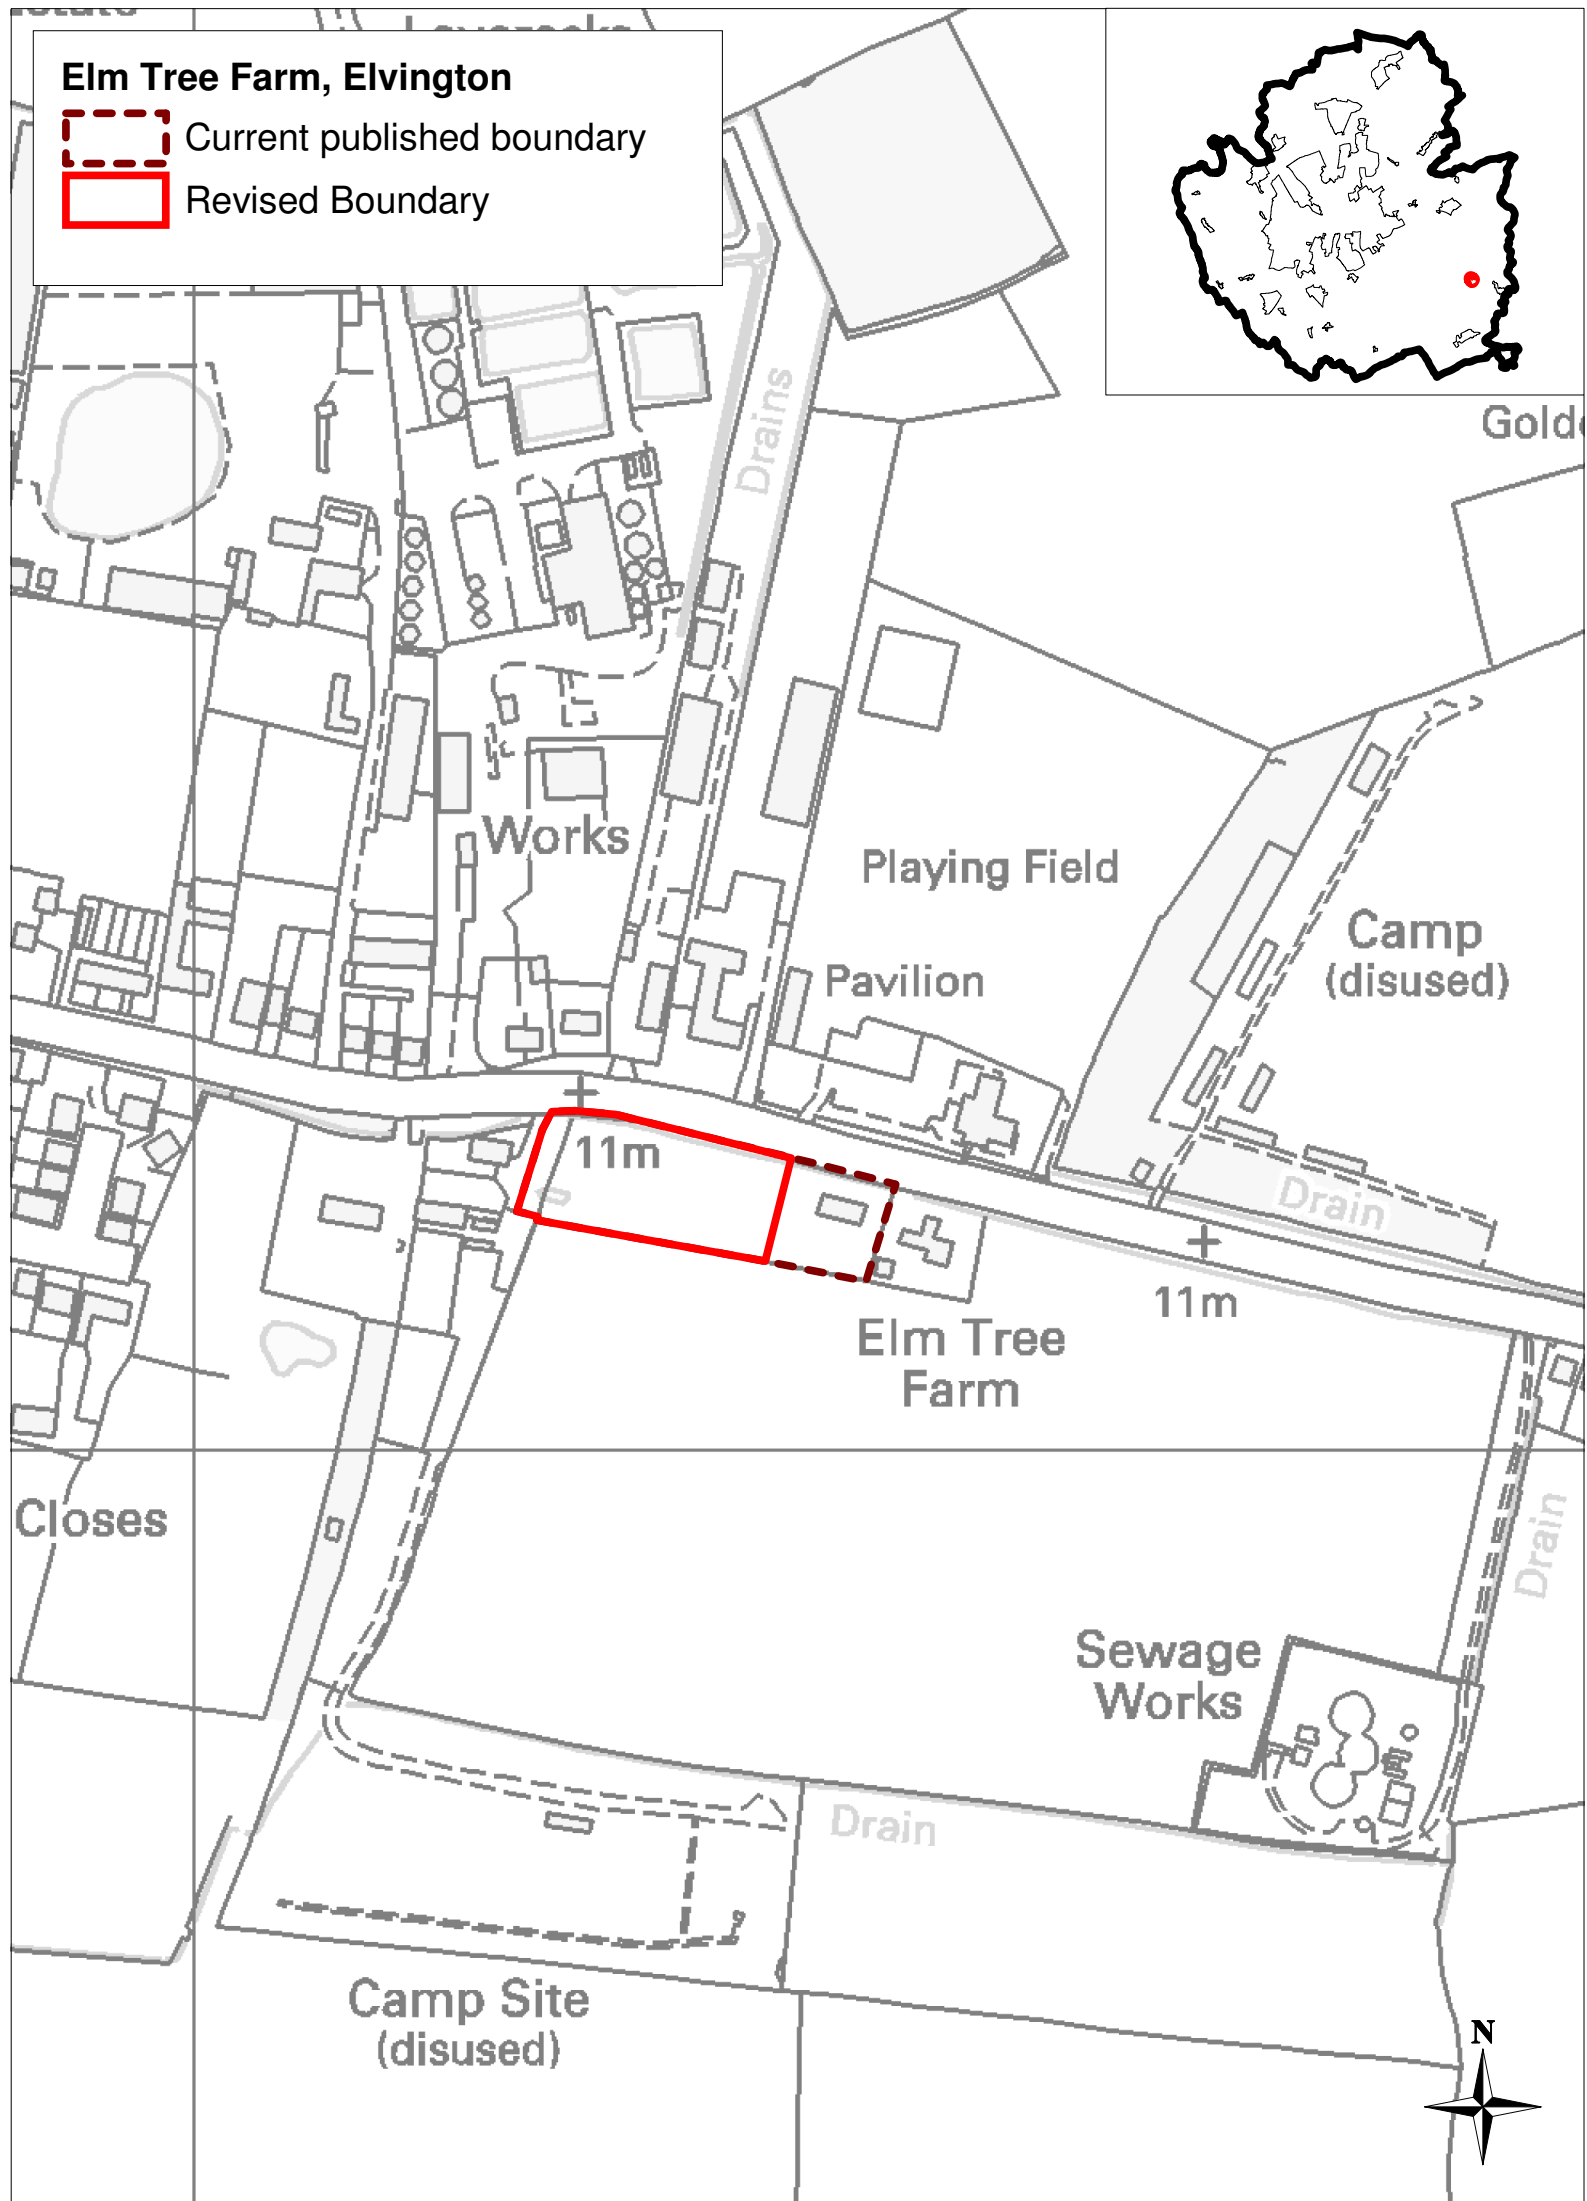 Elm Tree Farm, Elvington
Current published boundary
Revised Boundary
Drains
Works
Playing Field
Pavilion
Camp
(disused)
11m
Drain
11m
Elm Tree
Farm
Closes
Drain
Sewage
Works
Drain
Camp Site
(disused)
N